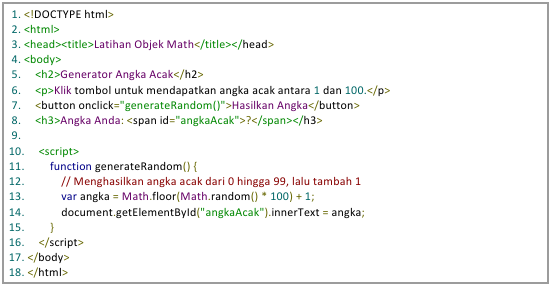 1. <!DOCTYPE html>
2. <html>
3. <head><title>Latihan Objek Math</title></head>
4. <body>
5. <h2>Generator Angka Acak</h2>
6. <p>Klik tombol untuk mendapatkan angka acak antara 1 dan 100.</p>
7. <button onclick="generateRandom()">Hasilkan Angka</button>
8. <h3>Angka Anda: <span id="angkaAcak">?</span></h3>
9.
10. <script>
11. function generateRandom() {
12. // Menghasilkan angka acak dari 0 hingga 99, lalu tambah 1
13. var angka = Math.floor(Math.random() * 100) + 1;
14. document.getElementById("angkaAcak").innerText = angka;
15. }
16. </script>
17. </body>
18. </html>